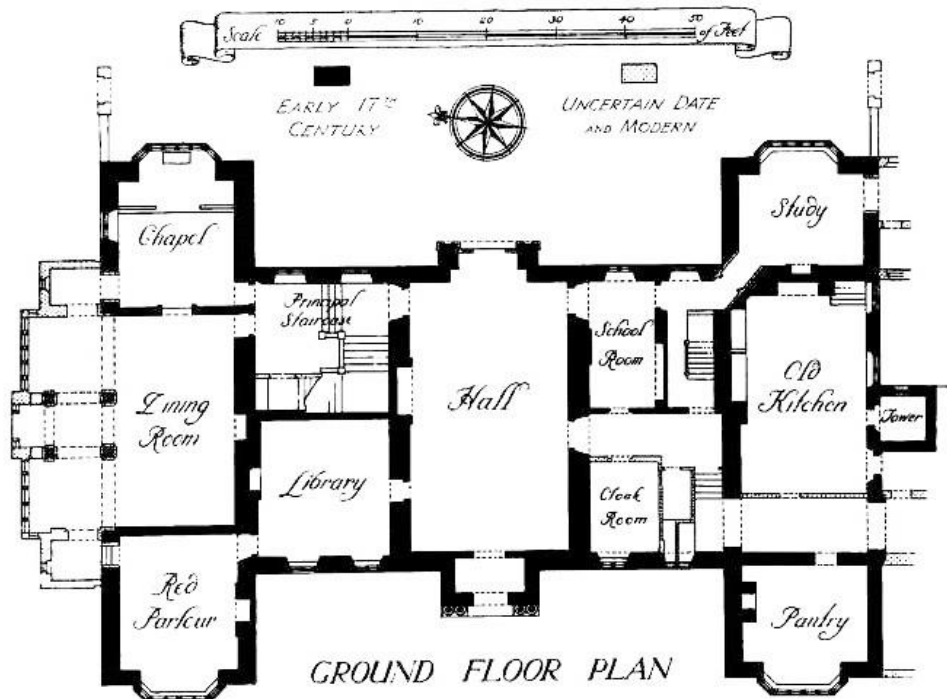 10 5 0 10 20 30 40 50
Scale of Feet
EARLY 17TH
CENTURY
UNCERTAIN DATE
AND MODERN
Chapel
Study
Principal
Staircase
School
Room
Hall
Old
Kitchen
Dining
Room
Tower
Library
Cloak
Room
Red
Parlour
Pantry
GROUND FLOOR PLAN